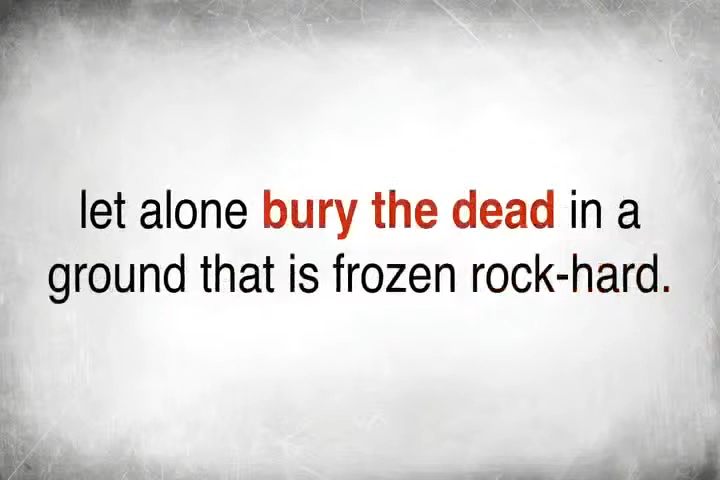 let alone bury the dead in a
ground that is frozen rock-hard.